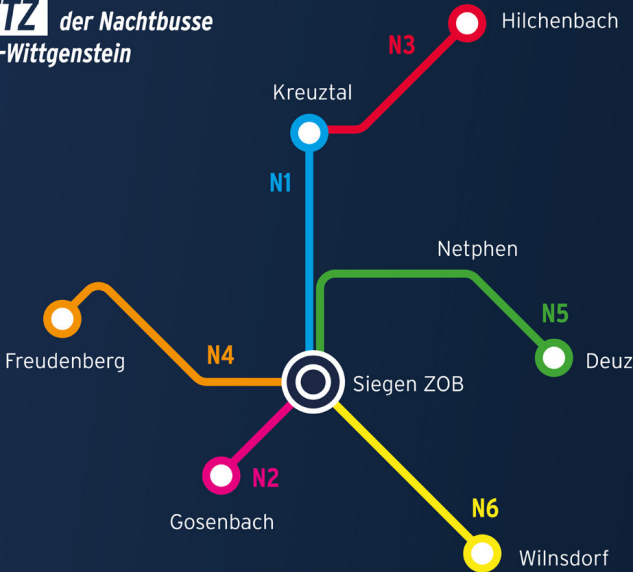 TZ der Nachtbusse
-Wittgenstein
Hilchenbach
N3
Kreuztal
N1
Netphen
N5
Freudenberg
N4
Siegen ZOB
Deuz
N2
Gosenbach
N6
Wilnsdorf